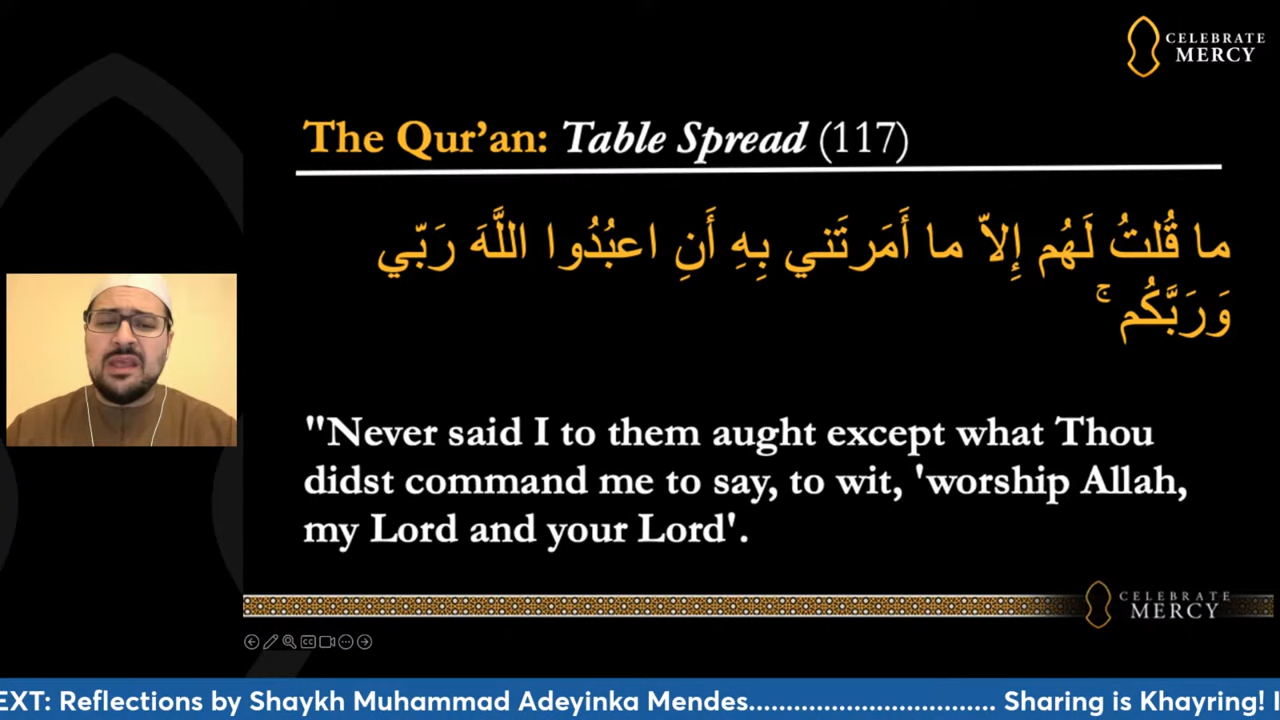 CELEBRATE
MERCY
The Qur’an: Table Spread (117)
ما قُلتُ لَهُم إِلاّ ما أَمَرتَني بِهِ أَنِ اعبُدُوا اللَّهَ رَبّي
وَرَبَّكُم ۚ
"Never said I to them aught except what Thou
didst command me to say, to wit, 'worship Allah,
my Lord and your Lord'.
CELEBRATE
MERCY
CC
EXT: Reflections by Shaykh Muhammad Adeyinka Mendes.................................. Sharing is Khayring!